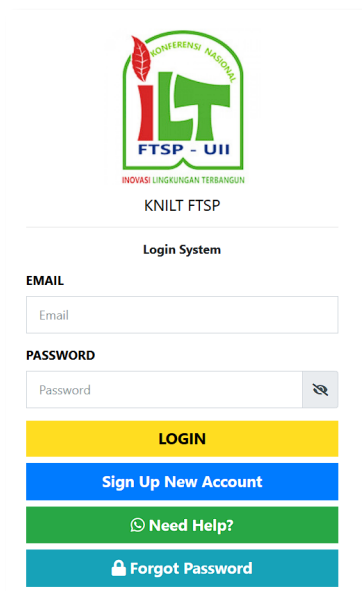 KONFERENSI NASIONAL
iLT
FTSP - UII
INOVASI LINGKUNGAN TERBANGUN
KNILT FTSP
Login System
EMAIL
Email
PASSWORD
Password
LOGIN
Sign Up New Account
Need Help?
Forgot Password